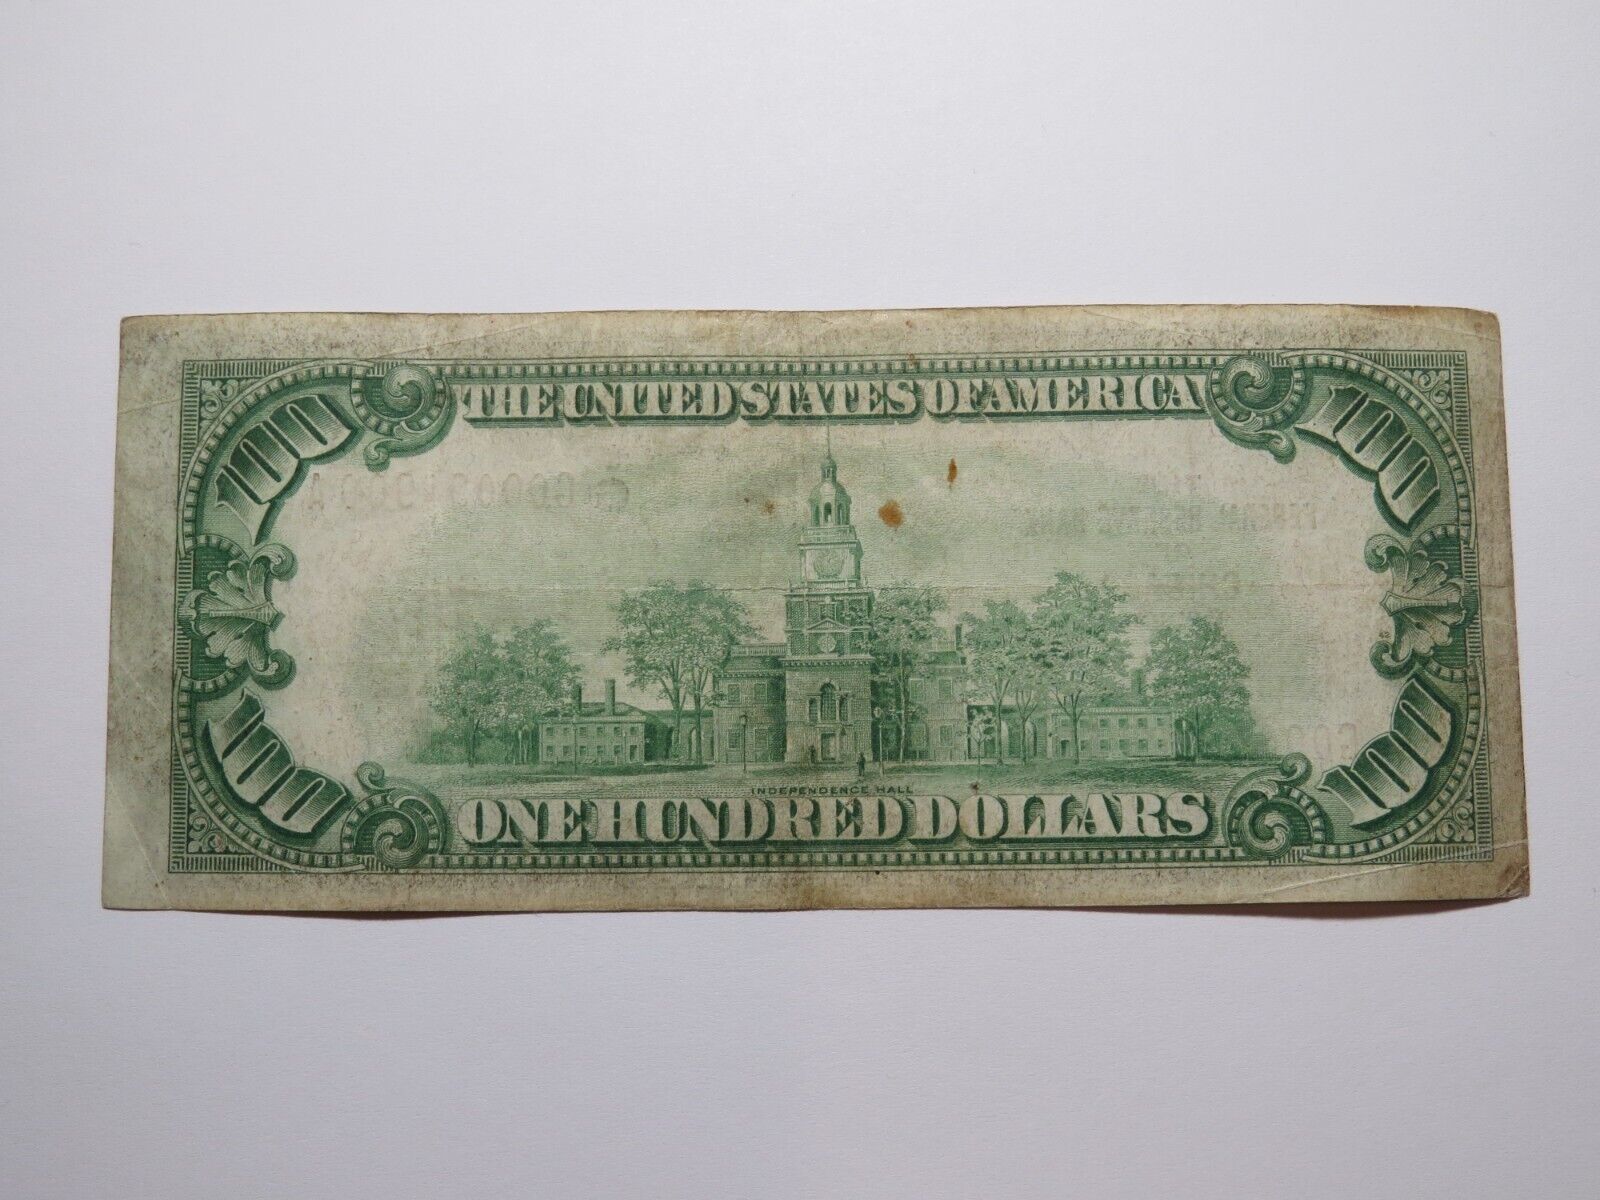 THE UNITED STATES OF AMERICA
100 100
INDEPENDENCE HALL
100 100
ONE HUNDRED DOLLARS